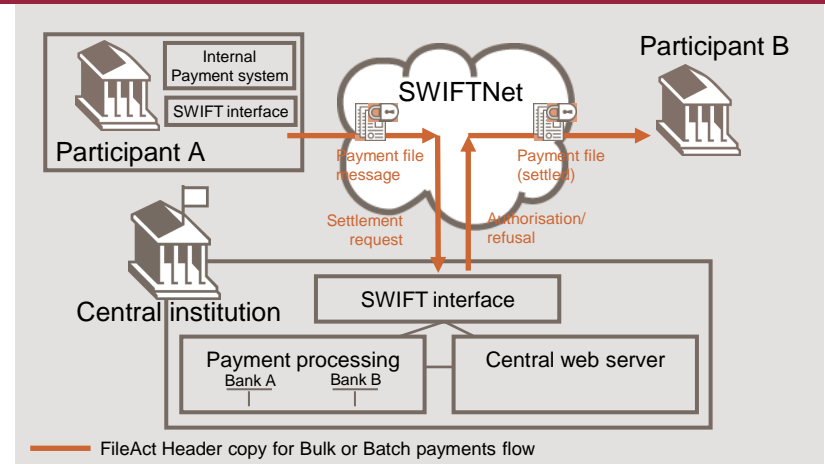 Internal
Payment system
SWIFT interface
Participant A
SWIFTNet
Participant B
Payment file
message
Payment file
(settled)
Settlement
request
Authorisation/
refusal
Central institution
SWIFT interface
Payment processing
Bank A
Bank B
Central web server
FileAct Header copy for Bulk or Batch payments flow